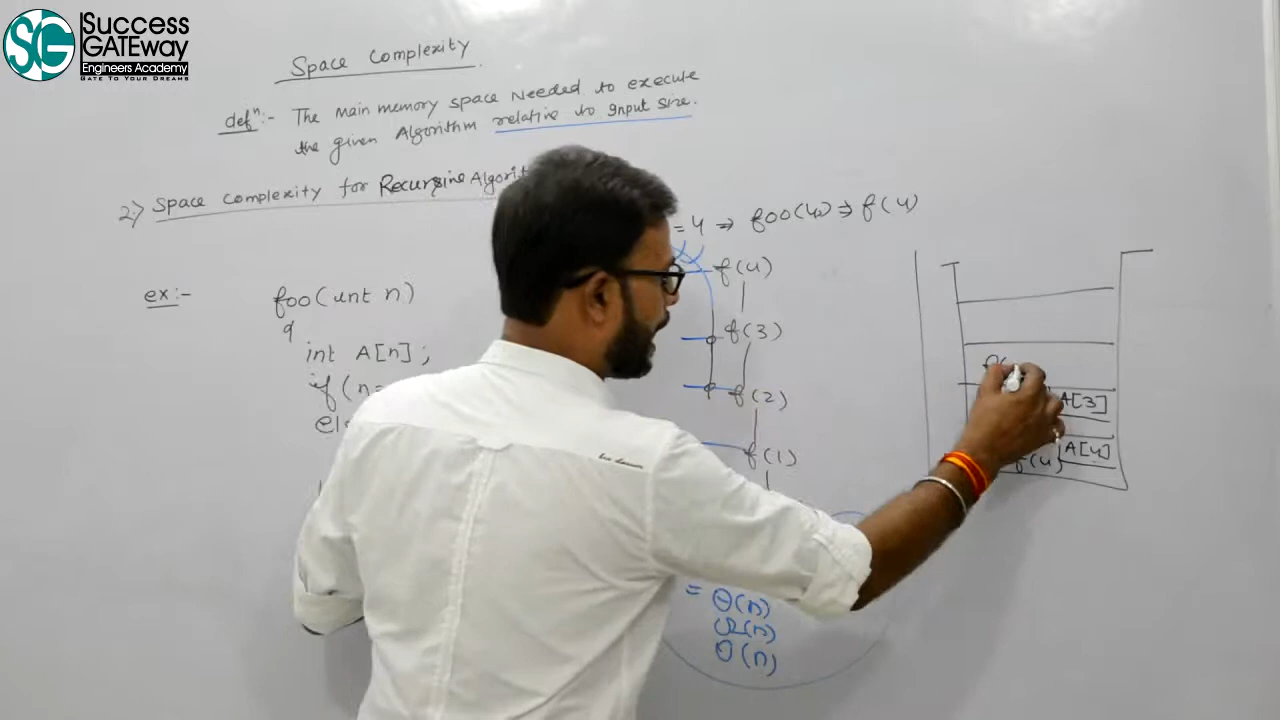 Success
GATEway
Engineers Academy
GATE TO YOUR DREAMS
SG
Space Complexity
defⁿ:- The main memory space Needed to execute
the given Algorithm relative to Input size.
2.) Space complexity for Recursive
ex:- foo(int n)
int A[n];
if (n=
= 4 ⇒ foo(4) ⇒ f(4)
f(4)
f(3)
f(2)
f(1)
A[3]
A[4]
f(4)
= Θ(n)
Ω(n)
O(n)